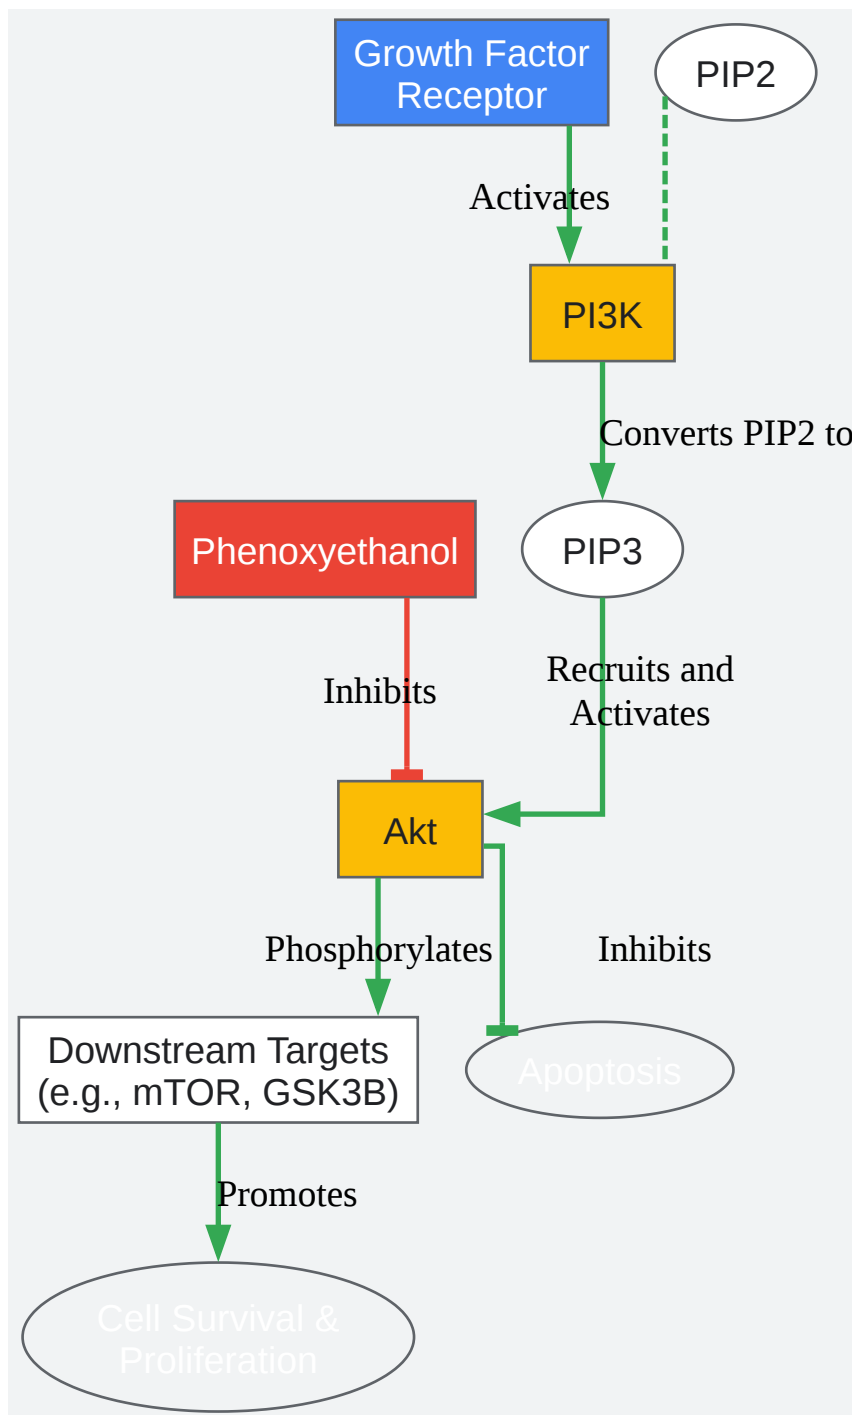 Growth Factor
Receptor
PIP2
Activates
PI3K
Converts PIP2 to
Phenoxyethanol
PIP3
Inhibits
Recruits and
Activates
Akt
Phosphorylates
Inhibits
Downstream Targets
(e.g., mTOR, GSK3B)
Apoptosis
Promotes
Cell Survival &
Proliferation